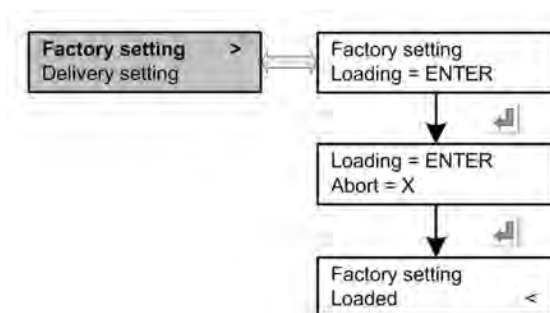 Factory setting >
Delivery setting
Factory setting
Loading = ENTER
Loading = ENTER
Abort = X
Factory setting
Loaded <